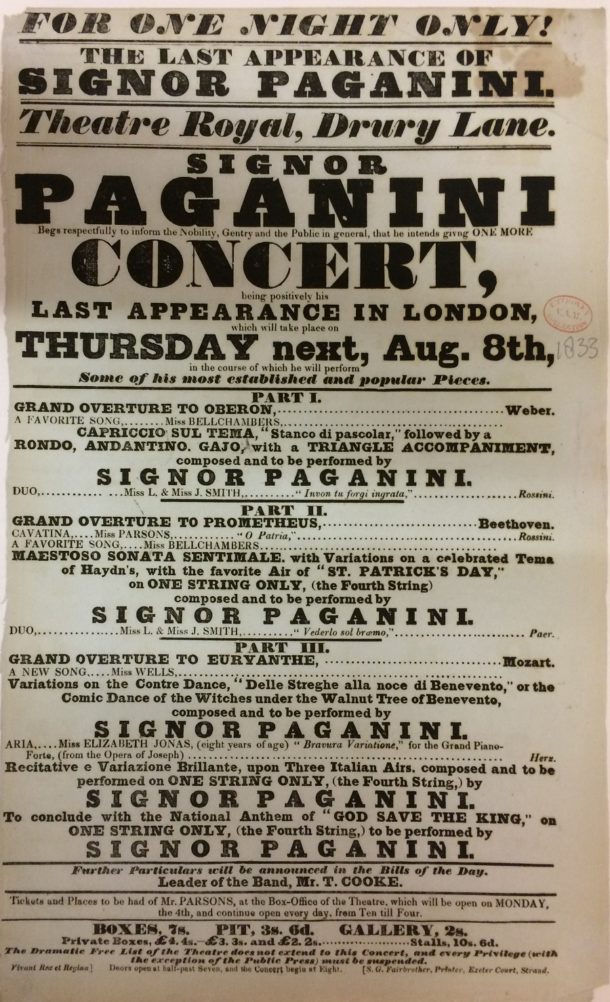 FOR ONE NIGHT ONLY!
THE LAST APPEARANCE OF
SIGNOR PAGANINI.
Theatre Royal, Drury Lane.
SIGNOR
PAGANINI
Begs respectfully to inform the Nobility, Gentry and the Public in general, that he intends givng ONE MORE
CONCERT,
being positively his
LAST APPEARANCE IN LONDON,
which will take place on
THURSDAY next, Aug. 8th, 1833
in the course of which he will perform
Some of his most established and popular Pieces.
PART I.
GRAND OVERTURE TO OBERON,........Weber.
A FAVORITE SONG,........Miss BELLCHAMBERS........
CAPRICCIO SUL TEMA, "Stanco di pascolar," followed by a
RONDO, ANDANTINO. GAJO, with a TRIANGLE ACCOMPANIMENT,
composed and to be performed by
SIGNOR PAGANINI.
DUO,........Miss L. & Miss J. SMITH,........" Invon tu forgi ingrata,"........Rossini.
PART II.
GRAND OVERTURE TO PROMETHEUS,........Beethoven.
CAVATINA,....Miss PARSONS,........" O Patria,"........Rossini.
A FAVORITE SONG,....Miss BELLCHAMBERS........
MAESTOSO SONATA SENTIMALE. with Variations on a celebrated Tema
of Haydn's, with the favorite Air of "ST. PATRICK'S DAY,"
on ONE STRING ONLY, (the Fourth String)
composed and to be performed by
SIGNOR PAGANINI.
DUO,........Miss L. & Miss J. SMITH,........" Vederlo sol bræmo,"........Paer.
PART III.
GRAND OVERTURE TO EURYANTHE,........Mozart.
A NEW SONG,....Miss WELLS,........
Variations on the Contre Dance, "Delle Streghe alla noce di Benevento," or the
Comic Dance of the Witches under the Walnut Tree of Benevento,
composed and to be performed by
SIGNOR PAGANINI.
ARIA,....Miss ELIZABETH JONAS, (eight years of age) " Bravura Variatione," for the Grand Piano-
Forte, (from the Opera of Joseph)........Herz.
Recitative e Variazione Brillante, upon Three Italian Airs. composed and to be
performed on ONE STRING ONLY, (the Fourth String,) by
SIGNOR PAGANINI.
To conclude with the National Anthem of "GOD SAVE THE KING," on
ONE STRING ONLY, (the Fourth String,) to be performed by
SIGNOR PAGANINI.
Further Particulars will be announced in the Bills of the Day.
Leader of the Band, Mr. T. COOKE.
Tickets and Places to be had of Mr. PARSONS, at the Box-Office of the Theatre, which will be open on MONDAY,
the 4th, and continue open every day, from Ten till Four.
BOXES, 7s. PIT, 3s. 6d. GALLERY, 2s.
Private Boxes, £4. 4s.—£3. 3s. and £2. 2s........Stalls, 10s. 6d.
The Dramatic Free List of the Theatre does not extend to this Concert, and every Privilege (with
the exception of the Public Press) must be suspended.
Vivant Rex et Regina] Doors open at half-past Seven, and the Concert begin at Eight. [S. G. Fairbrother, Printer, Exeter Court, Strand.